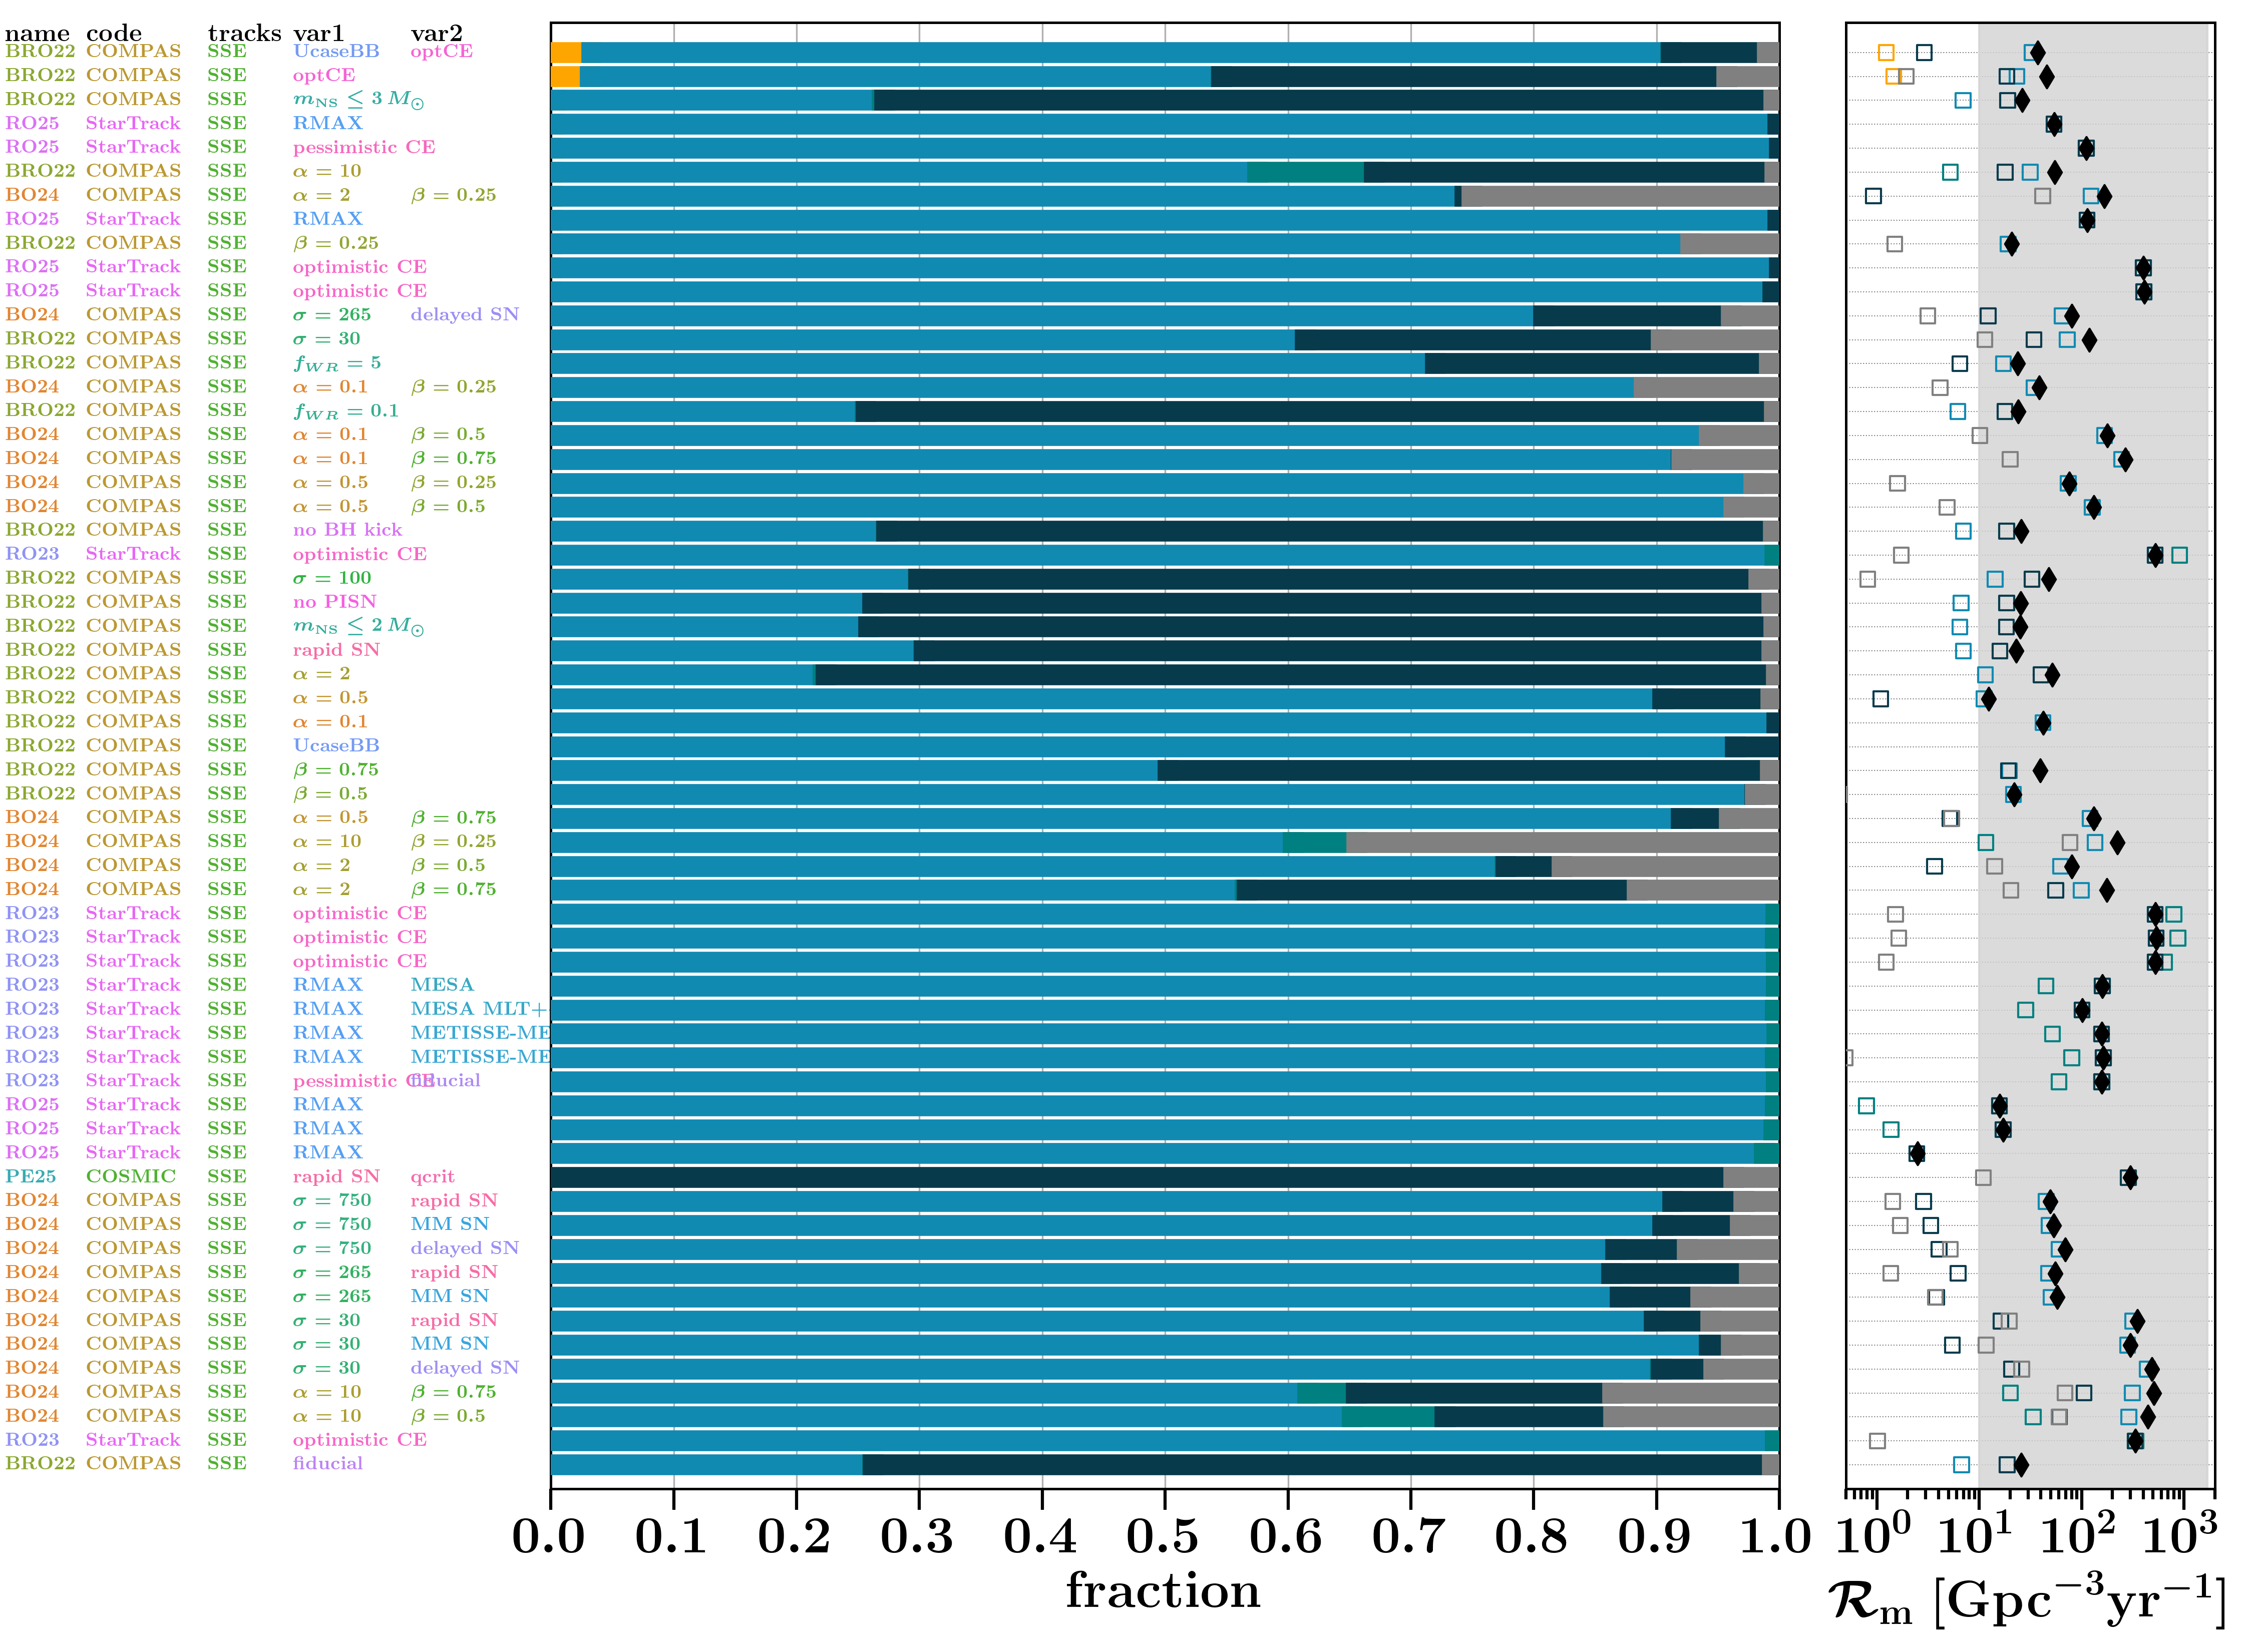 name code tracks var1 var2
BRO22 COMPAS SSE UcaseBB optCE
BRO22 COMPAS SSE optCE
BRO22 COMPAS SSE m_NS ≤ 3 M_⊙
RO25 StarTrack SSE RMAX
RO25 StarTrack SSE pessimistic CE
BRO22 COMPAS SSE α = 10
BO24 COMPAS SSE α = 2 β = 0.25
RO25 StarTrack SSE RMAX
BRO22 COMPAS SSE β = 0.25
RO25 StarTrack SSE optimistic CE
RO25 StarTrack SSE optimistic CE
BO24 COMPAS SSE σ = 265 delayed SN
BRO22 COMPAS SSE σ = 30
BRO22 COMPAS SSE f_WR = 5
BO24 COMPAS SSE α = 0.1 β = 0.25
BRO22 COMPAS SSE f_WR = 0.1
BO24 COMPAS SSE α = 0.1 β = 0.5
BO24 COMPAS SSE α = 0.1 β = 0.75
BO24 COMPAS SSE α = 0.5 β = 0.25
BO24 COMPAS SSE α = 0.5 β = 0.5
BRO22 COMPAS SSE no BH kick
RO23 StarTrack SSE optimistic CE
BRO22 COMPAS SSE σ = 100
BRO22 COMPAS SSE no PISN
BRO22 COMPAS SSE m_NS ≤ 2 M_⊙
BRO22 COMPAS SSE rapid SN
BRO22 COMPAS SSE α = 2
BRO22 COMPAS SSE α = 0.5
BRO22 COMPAS SSE α = 0.1
BRO22 COMPAS SSE UcaseBB
BRO22 COMPAS SSE β = 0.75
BRO22 COMPAS SSE β = 0.5
BO24 COMPAS SSE α = 0.5 β = 0.75
BO24 COMPAS SSE α = 10 β = 0.25
BO24 COMPAS SSE α = 2 β = 0.5
BO24 COMPAS SSE α = 2 β = 0.75
RO23 StarTrack SSE optimistic CE
RO23 StarTrack SSE optimistic CE
RO23 StarTrack SSE optimistic CE
RO23 StarTrack SSE RMAX MESA
RO23 StarTrack SSE RMAX MESA MLT+
RO23 StarTrack SSE RMAX METISSE-ME
RO23 StarTrack SSE RMAX METISSE-ME
RO23 StarTrack SSE pessimistic CE fiducial
RO25 StarTrack SSE RMAX
RO25 StarTrack SSE RMAX
RO25 StarTrack SSE RMAX
PE25 COSMIC SSE rapid SN qcrit
BO24 COMPAS SSE σ = 750 rapid SN
BO24 COMPAS SSE σ = 750 MM SN
BO24 COMPAS SSE σ = 750 delayed SN
BO24 COMPAS SSE σ = 265 rapid SN
BO24 COMPAS SSE σ = 265 MM SN
BO24 COMPAS SSE σ = 30 rapid SN
BO24 COMPAS SSE σ = 30 MM SN
BO24 COMPAS SSE σ = 30 delayed SN
BO24 COMPAS SSE α = 10 β = 0.75
BO24 COMPAS SSE α = 10 β = 0.5
RO23 StarTrack SSE optimistic CE
BRO22 COMPAS SSE fiducial
0.0 0.1 0.2 0.3 0.4 0.5 0.6 0.7 0.8 0.9 1.0 10⁰ 10¹ 10² 10³
fraction
ℛ_m [Gpc⁻³yr⁻¹]